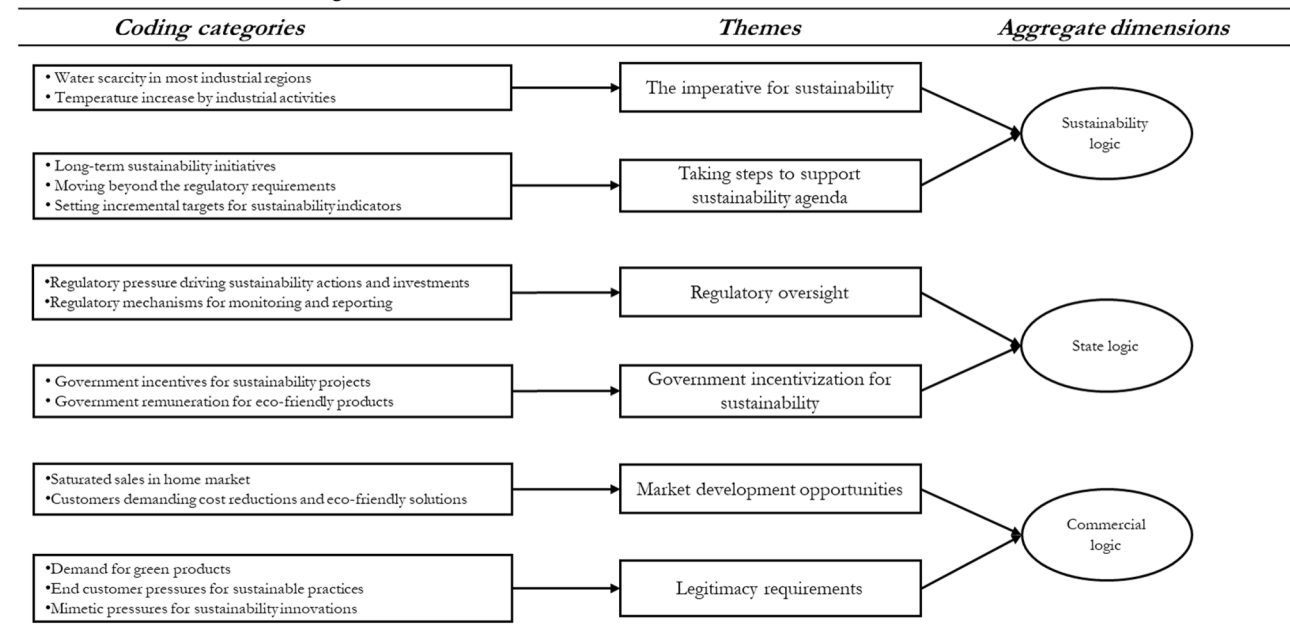 Coding categories Themes Aggregate dimensions
• Water scarcity in most industrial regions
• Temperature increase by industrial activities
The imperative for sustainability
Sustainability
logic
• Long-term sustainability initiatives
• Moving beyond the regulatory requirements
• Setting incremental targets for sustainability indicators
Taking steps to support
sustainability agenda
•Regulatory pressure driving sustainability actions and investments
•Regulatory mechanisms for monitoring and reporting
Regulatory oversight
State logic
• Government incentives for sustainability projects
• Government remuneration for eco-friendly products
Government incentivization for
sustainability
•Saturated sales in home market
•Customers demanding cost reductions and eco-friendly solutions
Market development opportunities
Commercial
logic
•Demand for green products
•End customer pressures for sustainable practices
•Mimetic pressures for sustainability innovations
Legitimacy requirements